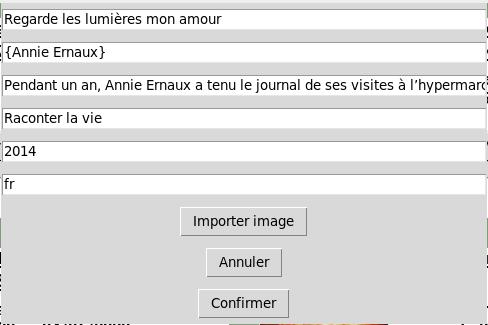 Regarde les lumières mon amour
{Annie Ernaux}
Pendant un an, Annie Ernaux a tenu le journal de ses visites à l’hypermarc
Raconter la vie
2014
fr
Importer image
Annuler
Confirmer